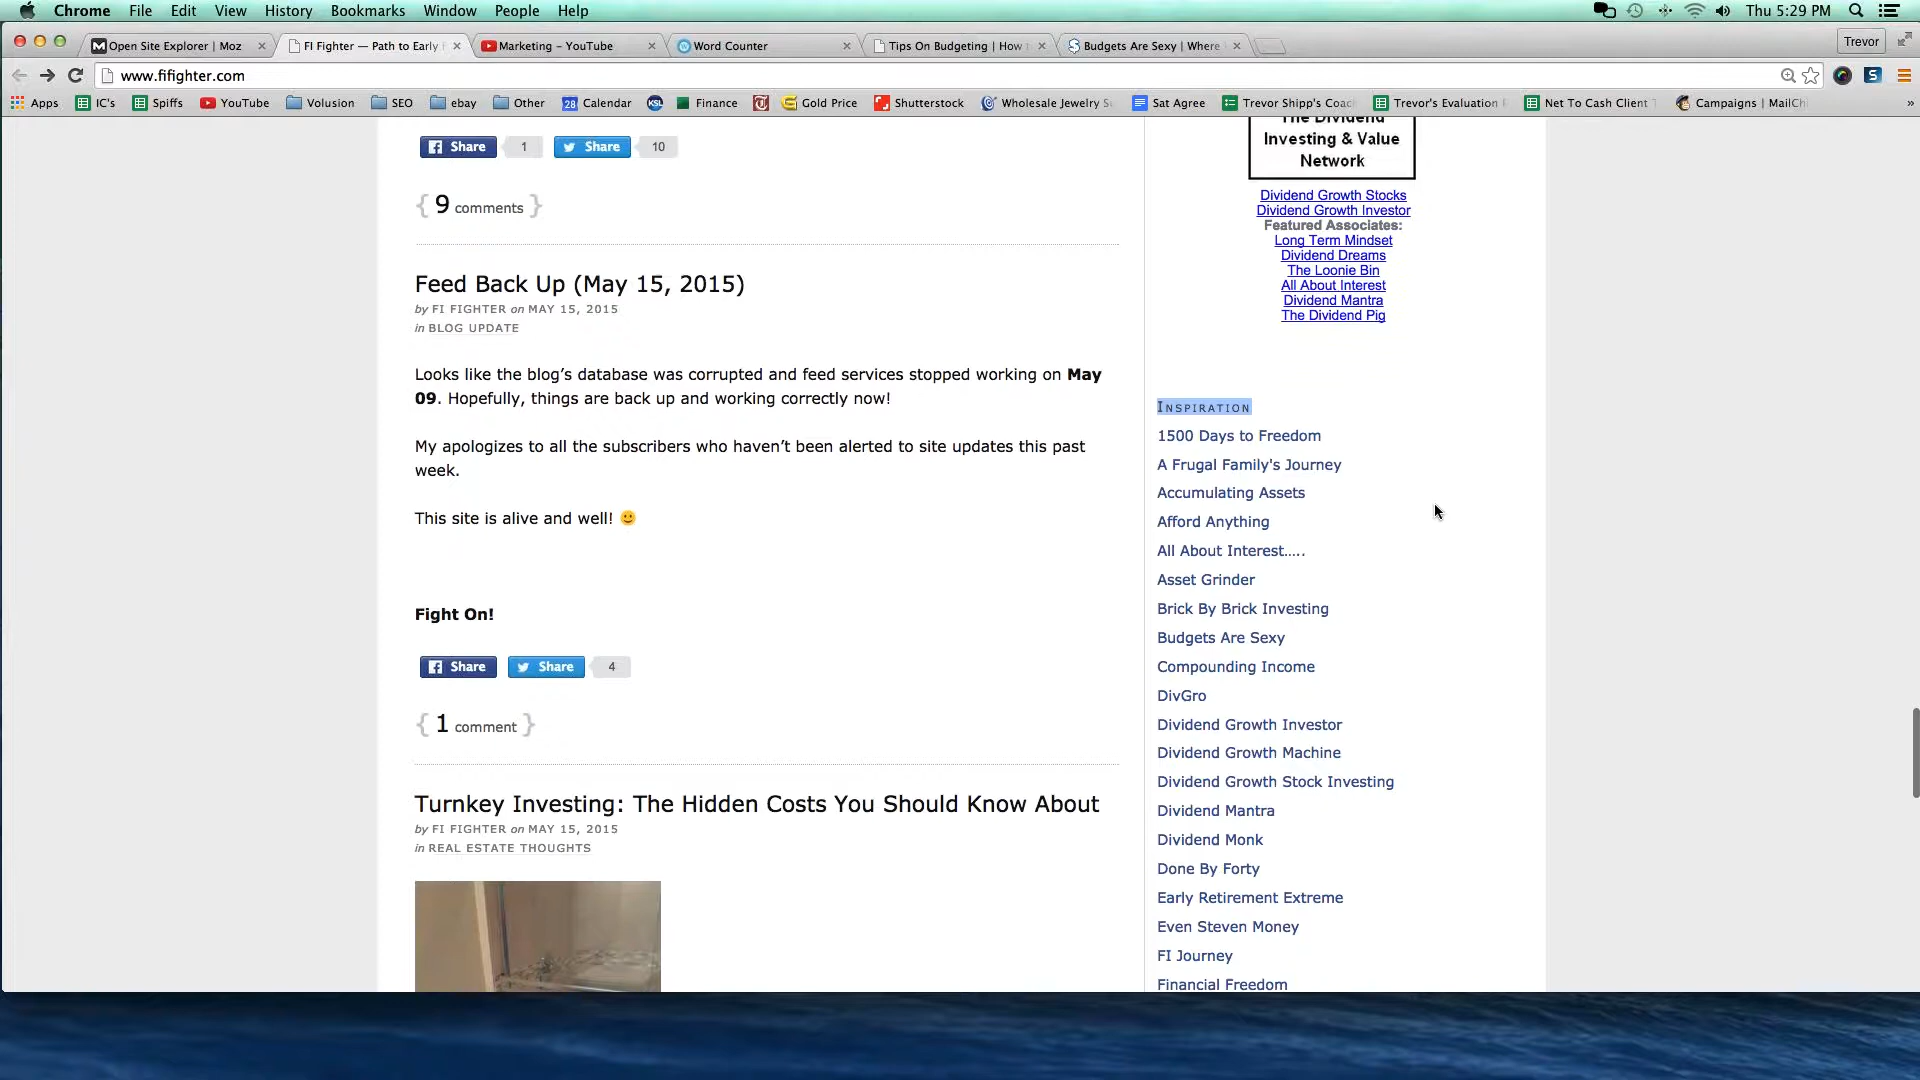 Chrome File Edit View History Bookmarks Window People Help Thu 5:29 PM
Open Site Explorer | Moz FI Fighter — Path to Early Marketing - YouTube Word Counter Tips On Budgeting | How Budgets Are Sexy | Where Trevor
www.fifighter.com
Apps IC's Spiffs YouTube Volusion SEO ebay Other 28 Calendar KSL Finance Gold Price Shutterstock Wholesale Jewelry Sat Agree Trevor Shipp's Coac Trevor's Evaluation Net To Cash Client Campaigns | MailChi »
Share 1 Share 10
{ 9 comments }
Feed Back Up (May 15, 2015)
by FI FIGHTER on MAY 15, 2015
in BLOG UPDATE
Looks like the blog’s database was corrupted and feed services stopped working on May
09. Hopefully, things are back up and working correctly now!
My apologizes to all the subscribers who haven’t been alerted to site updates this past
week.
This site is alive and well!
Fight On!
Share Share 4
{ 1 comment }
Turnkey Investing: The Hidden Costs You Should Know About
by FI FIGHTER on MAY 15, 2015
in REAL ESTATE THOUGHTS
The Dividend
Investing & Value
Network
Dividend Growth Stocks
Dividend Growth Investor
Featured Associates:
Long Term Mindset
Dividend Dreams
The Loonie Bin
All About Interest
Dividend Mantra
The Dividend Pig
INSPIRATION
1500 Days to Freedom
A Frugal Family's Journey
Accumulating Assets
Afford Anything
All About Interest.....
Asset Grinder
Brick By Brick Investing
Budgets Are Sexy
Compounding Income
DivGro
Dividend Growth Investor
Dividend Growth Machine
Dividend Growth Stock Investing
Dividend Mantra
Dividend Monk
Done By Forty
Early Retirement Extreme
Even Steven Money
FI Journey
Financial Freedom